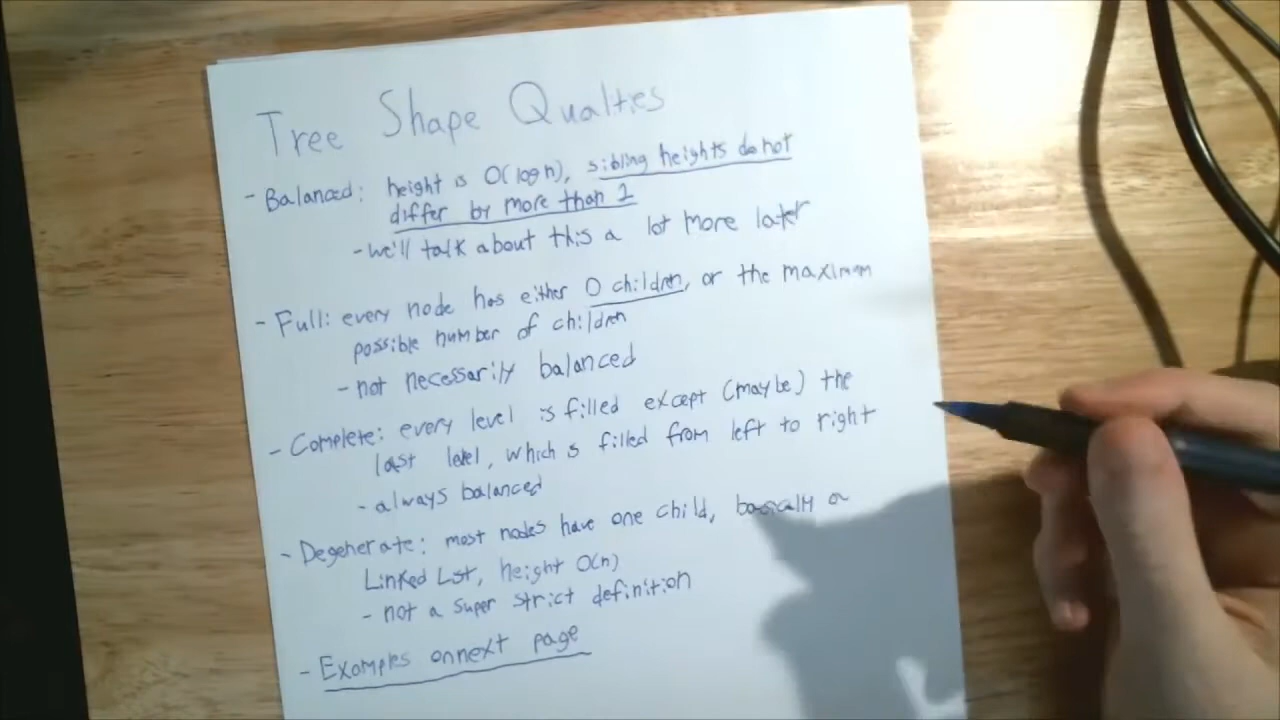 Tree Shape Qualties
- Balanced: height is O(log n), sibling heights do not
differ by more than 1
- we'll talk about this a lot more later
- Full: every node has either 0 children, or the maximum
possible number of children
- not necessarily balanced
- Complete: every level is filled except (maybe) the
last level, which is filled from left to right
- always balanced
- Degenerate: most nodes have one child, basically a
Linked List, height O(n)
- not a super strict definition
- Examples on next page